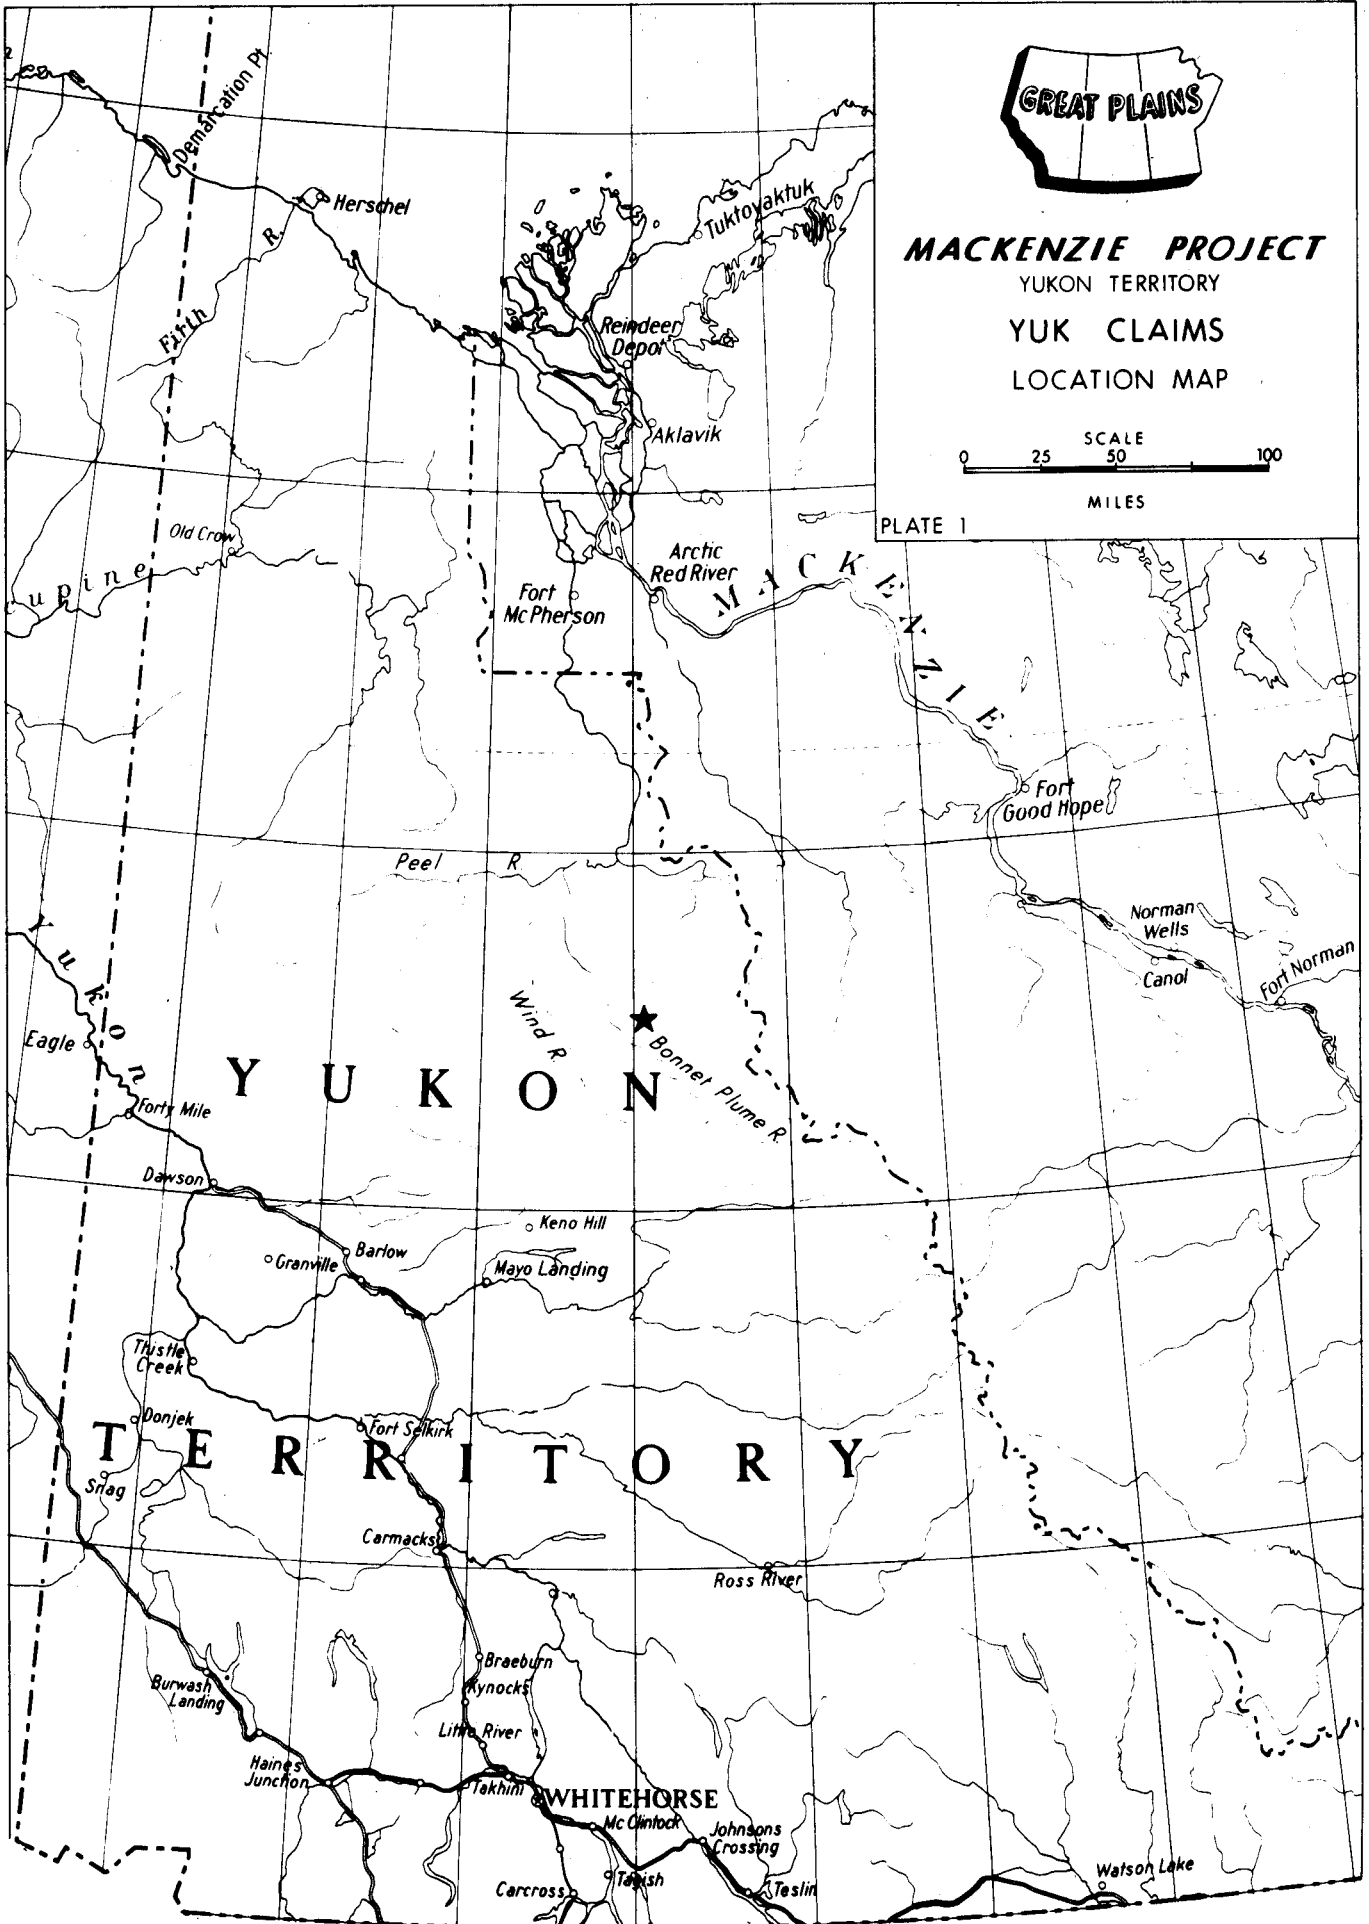 GREAT PLAINS
MACKENZIE PROJECT
YUKON TERRITORY
YUK CLAIMS
LOCATION MAP
SCALE
0 25 50 100
MILES
PLATE 1
Demarcation Pt.
Herschel
Firth R.
Tuktoyaktuk
Reindeer
Depot
Aklavik
Old Crow
upine
Arctic
Red River
Fort
McPherson
MACKENZIE
Fort
Good Hope
Peel R.
Norman
Wells
Canol
Fort Norman
Yukon
Wind R.
Bonnet Plume R.
Eagle
YUKON
Forty Mile
Dawson
Keno Hill
Barlow
Granville
Mayo Landing
Thistle
Creek
Donjek
Fort Selkirk
TERRITORY
Snag
Carmacks
Ross River
Braeburn
Kynocks
Burwash
Landing
Little River
Haines
Junction
Takhini
WHITEHORSE
McClintock
Johnsons
Crossing
Tagish
Carcross
Teslin
Watson Lake